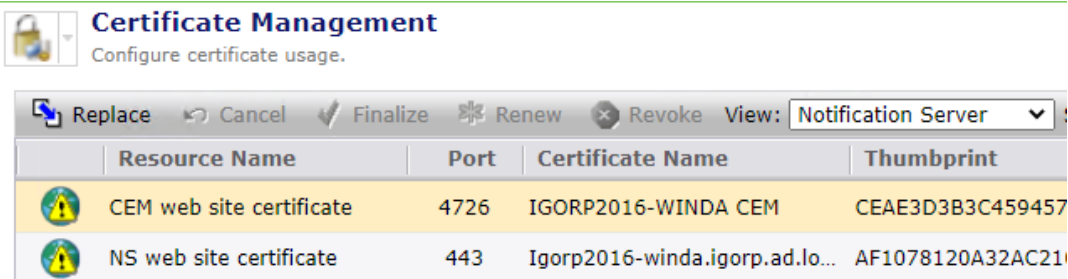 Certificate Management
Configure certificate usage.
Replace Cancel Finalize Renew Revoke View: Notification Server
Resource Name Port Certificate Name Thumbprint
CEM web site certificate 4726 IGORP2016-WINDA CEM CEAE3D3B3C459457
NS web site certificate 443 Igorp2016-winda.igorp.ad.lo... AF1078120A32AC21